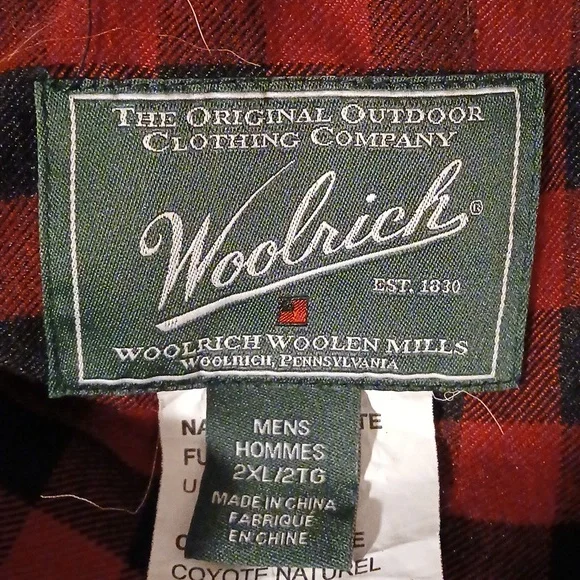 THE ORIGINAL OUTDOOR
CLOTHING COMPANY
Woolrich®
EST. 1830
WOOLRICH WOOLEN MILLS
WOOLRICH, PENNSYLVANIA
MENS
HOMMES
2XL/2TG
MADE IN CHINA
FABRIQUE
EN CHINE
COYOTE NATUREL